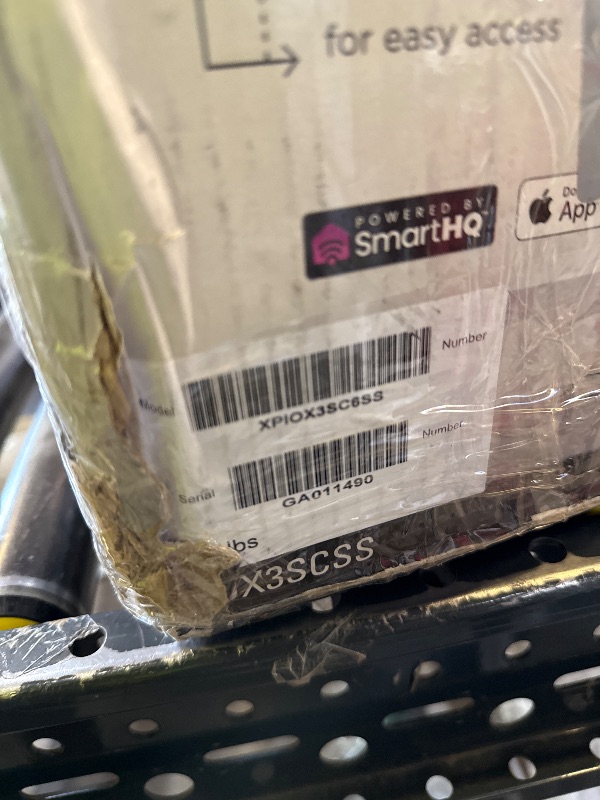 for easy access
POWERED BY
SmartHQ
App
Model
Number
XPIOX3SC6SS
Serial
Number
GA011490
lbs
X3SCSS